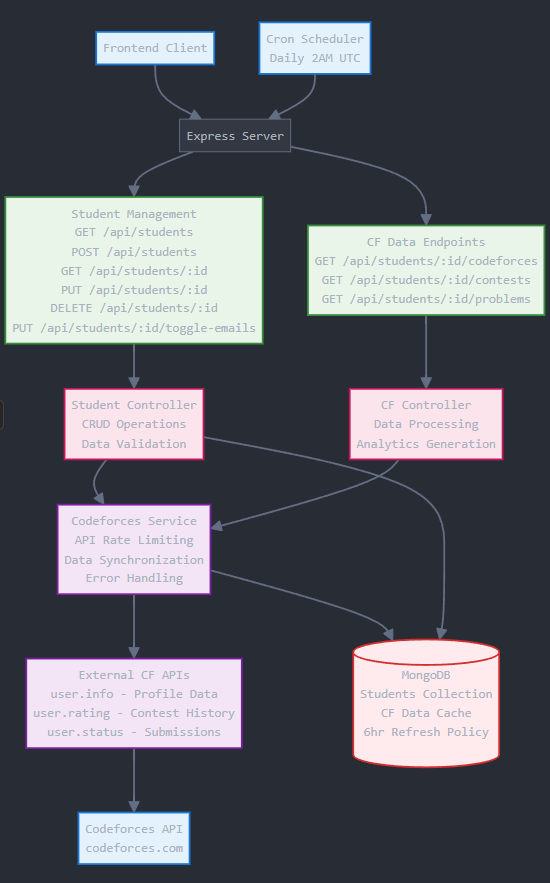 Frontend Client
Cron Scheduler
Daily 2AM UTC
Express Server
Student Management
GET /api/students
POST /api/students
GET /api/students/:id
PUT /api/students/:id
DELETE /api/students/:id
PUT /api/students/:id/toggle-emails
CF Data Endpoints
GET /api/students/:id/codeforces
GET /api/students/:id/contests
GET /api/students/:id/problems
Student Controller
CRUD Operations
Data Validation
CF Controller
Data Processing
Analytics Generation
Codeforces Service
API Rate Limiting
Data Synchronization
Error Handling
External CF APIs
user.info - Profile Data
user.rating - Contest History
user.status - Submissions
MongoDB
Students Collection
CF Data Cache
6hr Refresh Policy
Codeforces API
codeforces.com